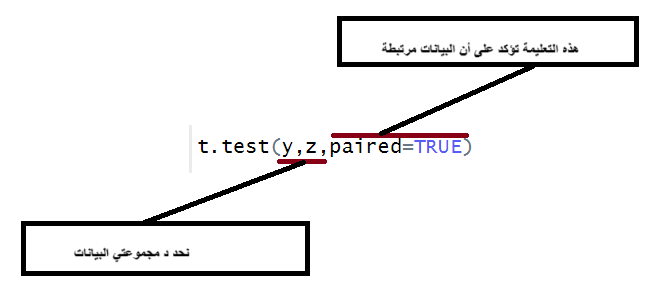 هذه التعليمة تؤكد على أن البيانات مرتبطة
t.test(y,z,paired=TRUE)
نحد د مجموعتي البيانات